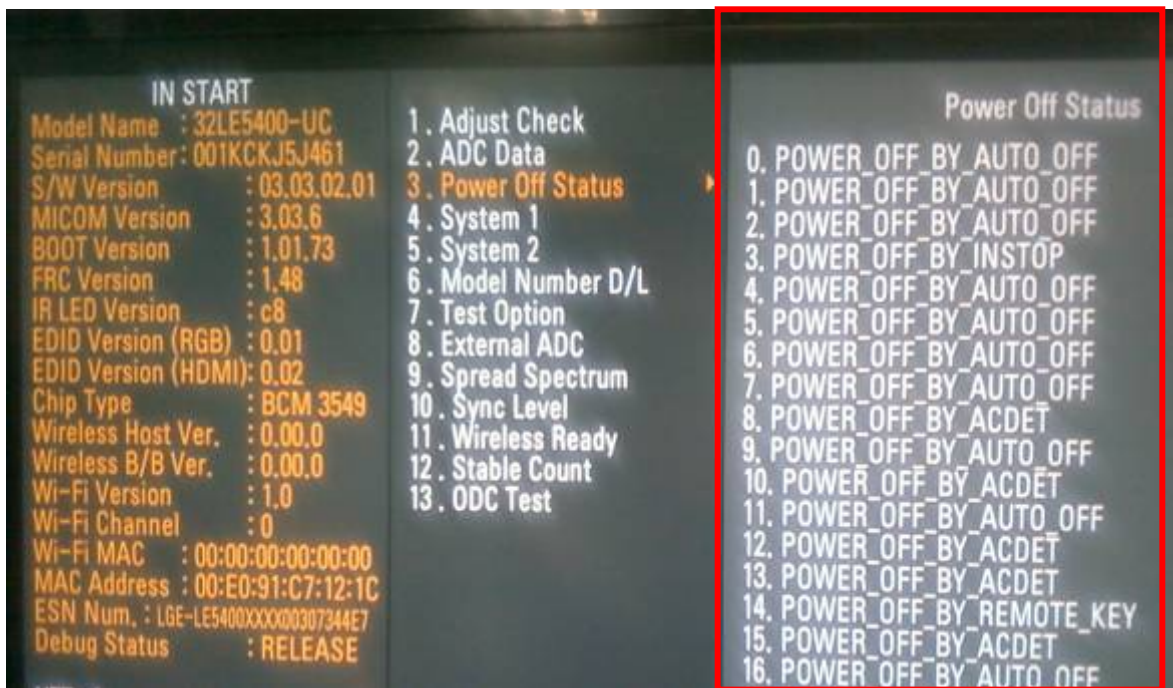 IN START
Model Name : 32LE5400-UC
Serial Number : 001KCKJ5J461
S/W Version : 03.03.02.01
MICOM Version : 3.03.6
BOOT Version : 1.01.73
FRC Version : 1.48
IR LED Version : c8
EDID Version (RGB) : 0.01
EDID Version (HDMI): 0.02
Chip Type : BCM 3549
Wireless Host Ver. : 0.00.0
Wireless B/B Ver. : 0.00.0
Wi-Fi Version : 1.0
Wi-Fi Channel : 0
Wi-Fi MAC : 00:00:00:00:00:00
MAC Address : 00:E0:91:C7:12:1C
ESN Num. : LGE-LE5400XXXX00307344E7
Debug Status : RELEASE
1. Adjust Check
2. ADC Data
3. Power Off Status
4. System 1
5. System 2
6. Model Number D/L
7. Test Option
8. External ADC
9. Spread Spectrum
10. Sync Level
11. Wireless Ready
12. Stable Count
13. ODC Test
Power Off Status
0. POWER_OFF_BY_AUTO_OFF
1. POWER_OFF_BY_AUTO_OFF
2. POWER_OFF_BY_AUTO_OFF
3. POWER_OFF_BY_INSTOP
4. POWER_OFF_BY_AUTO_OFF
5. POWER_OFF_BY_AUTO_OFF
6. POWER_OFF_BY_AUTO_OFF
7. POWER_OFF_BY_AUTO_OFF
8. POWER_OFF_BY_ACDET
9. POWER_OFF_BY_AUTO_OFF
10. POWER_OFF_BY_ACDET
11. POWER_OFF_BY_AUTO_OFF
12. POWER_OFF_BY_ACDET
13. POWER_OFF_BY_ACDET
14. POWER_OFF_BY_REMOTE_KEY
15. POWER_OFF_BY_ACDET
16. POWER_OFF_BY_AUTO_OFF